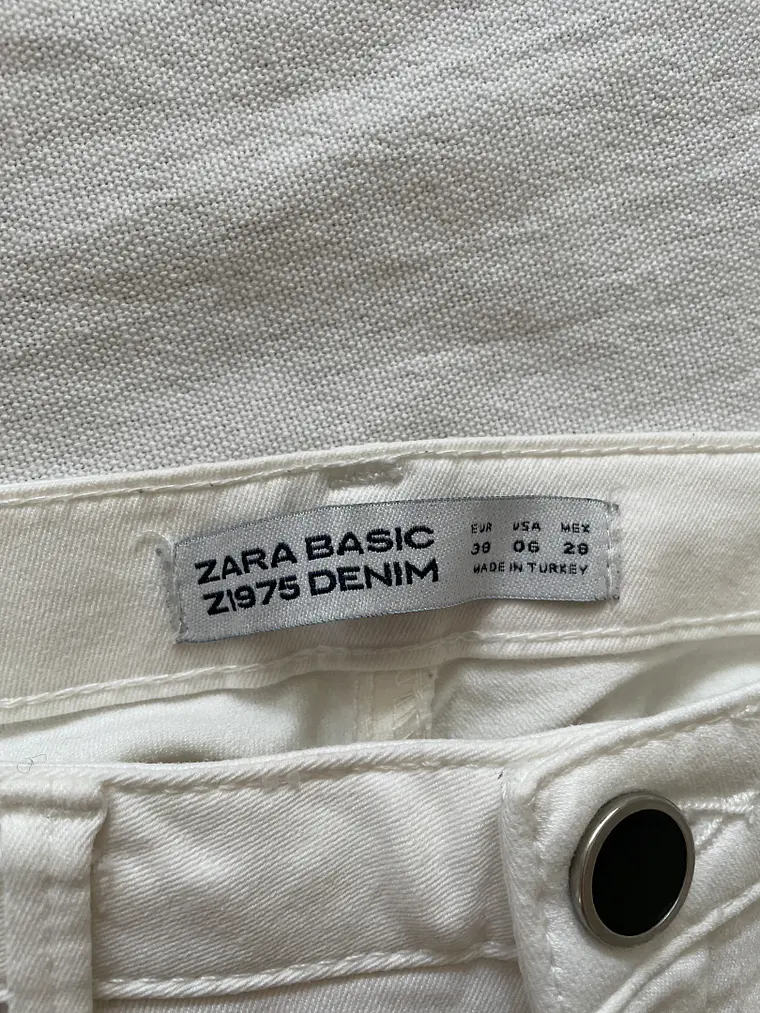 ZARA BASIC
Z1975 DENIM
EUR USA MEX
38 06 28
MADE IN TURKEY